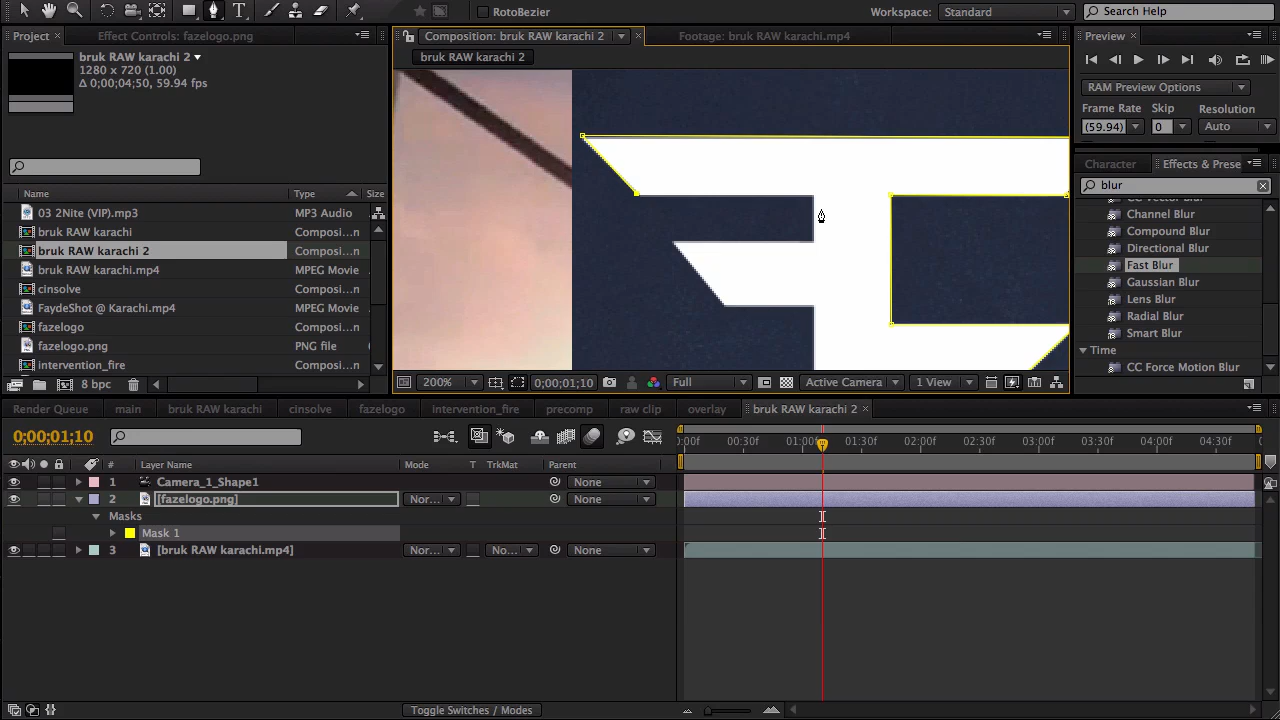 RotoBezier
Workspace: Standard
Search Help
Project
Effect Controls: fazelogo.png
Composition: bruk RAW karachi 2
Footage: bruk RAW karachi.mp4
Preview
bruk RAW karachi 2
1280 x 720 (1.00)
Δ 0;00;04;50, 59.94 fps
bruk RAW karachi 2
RAM Preview Options
Frame Rate Skip Resolution
(59.94) 0 Auto
Character
Effects & Prese
blur
Name Type Size
03 2Nite (VIP).mp3 MP3 Audio
bruk RAW karachi Composi...n
bruk RAW karachi 2 Composi...n
bruk RAW karachi.mp4 MPEG Movie
cinsolve Composi...n
FaydeShot @ Karachi.mp4 MPEG Movie
fazelogo Composi...n
fazelogo.png PNG file
intervention_fire Composi...n
8 bpc
Channel Blur
Compound Blur
Directional Blur
Fast Blur
Gaussian Blur
Lens Blur
Radial Blur
Smart Blur
Time
CC Force Motion Blur
200% 0;00;01;10 Full Active Camera 1 View
Render Queue main bruk RAW karachi cinsolve fazelogo intervention_fire precomp raw clip overlay bruk RAW karachi 2
0;00;01;10
0:00f 00:30f 01:00f 01:30f 02:00f 02:30f 03:00f 03:30f 04:00f 04:30f
# Layer Name Mode T TrkMat Parent
1 Camera_1_Shape1 None
2 [fazelogo.png] Nor... None
Masks
Mask 1
3 [bruk RAW karachi.mp4] Nor... No... None
Toggle Switches / Modes